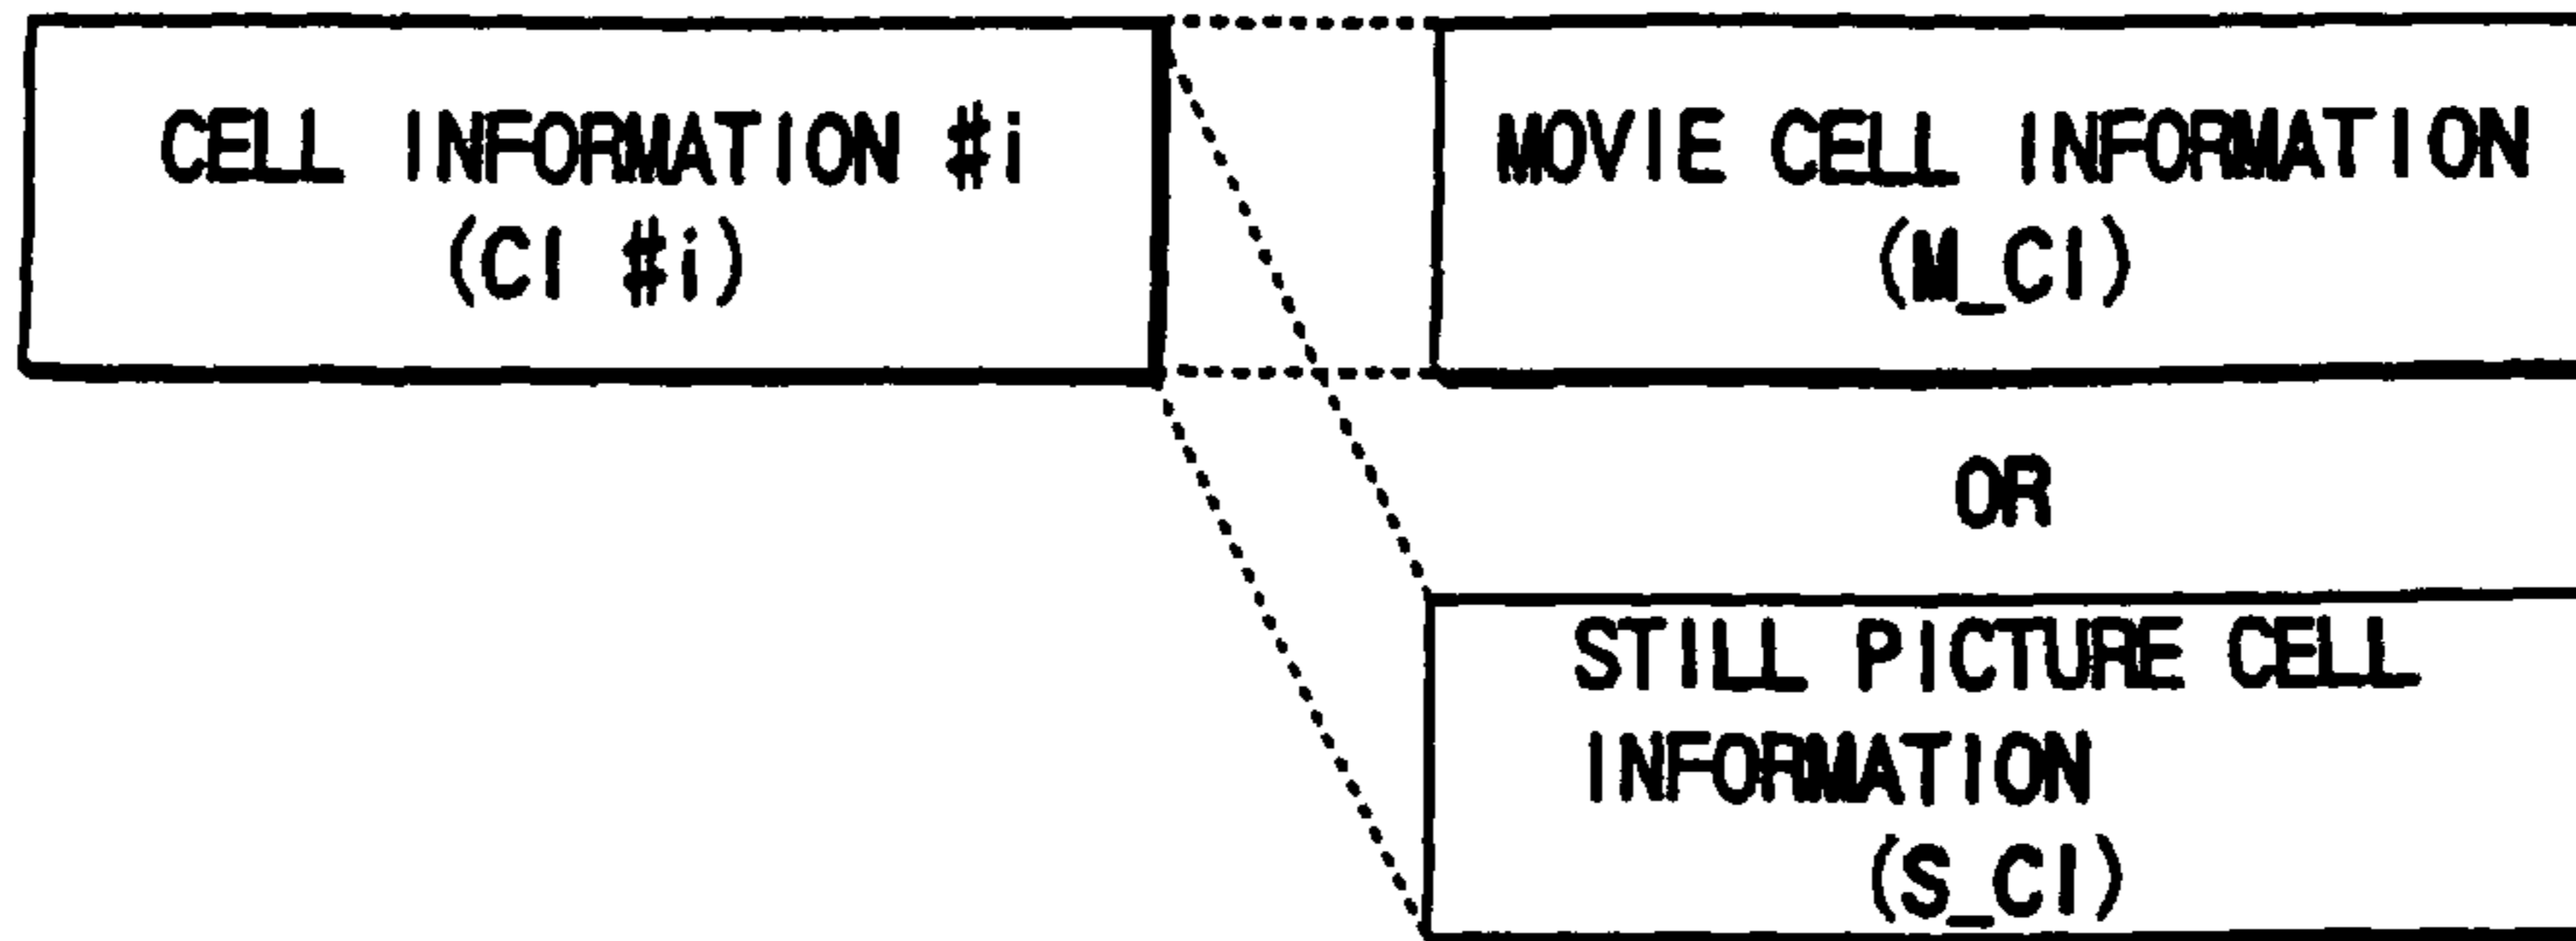 CELL INFORMATION #i
(CI #i)
MOVIE CELL INFORMATION
(M_CI)
OR
STILL PICTURE CELL
INFORMATION
(S_CI)